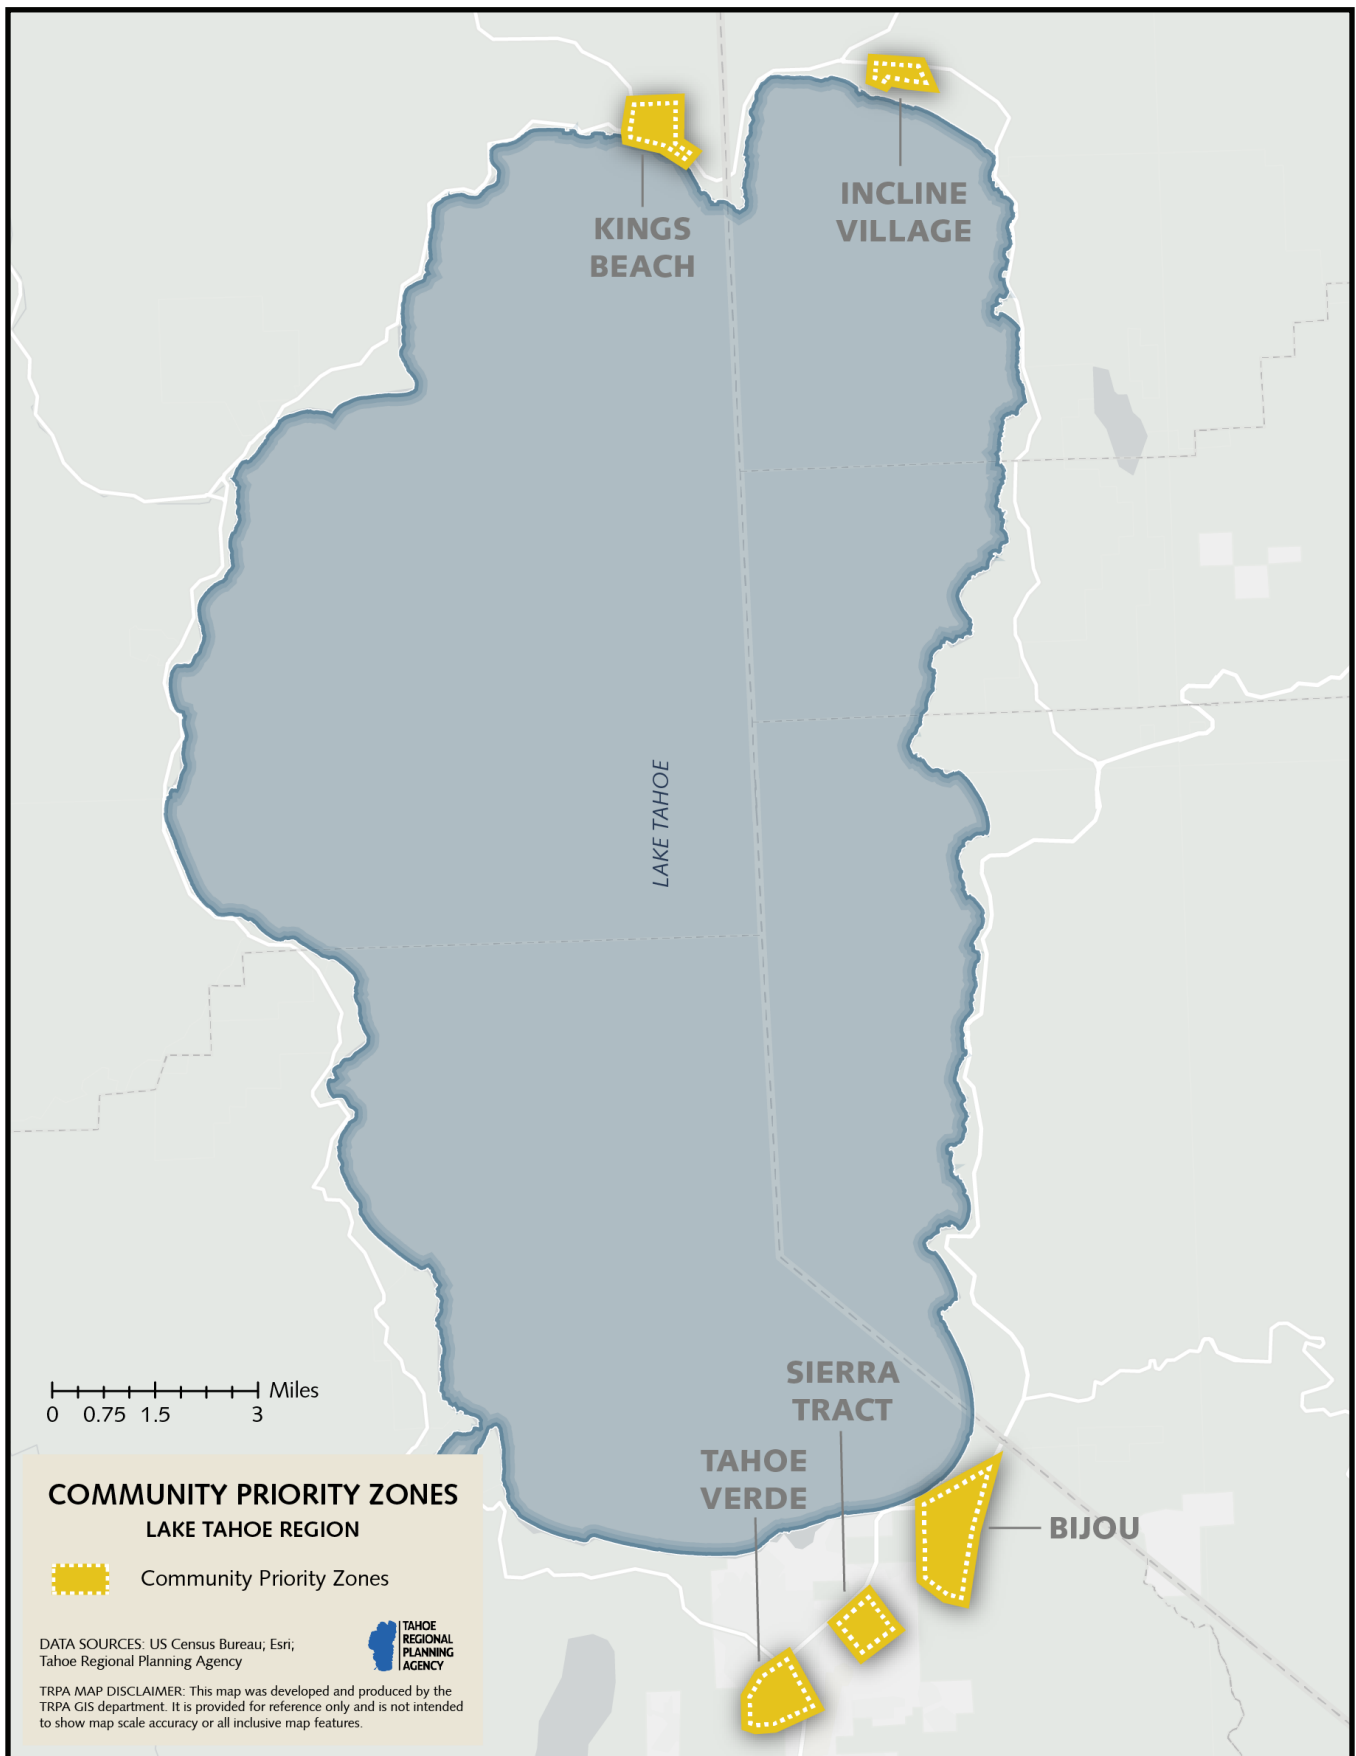 INCLINE
VILLAGE
KINGS
BEACH
LAKE TAHOE
SIERRA
TRACT
TAHOE
VERDE
BIJOU
Miles
0 0.75 1.5 3
COMMUNITY PRIORITY ZONES
LAKE TAHOE REGION
Community Priority Zones
DATA SOURCES: US Census Bureau; Esri;
Tahoe Regional Planning Agency
TAHOE
REGIONAL
PLANNING
AGENCY
TRPA MAP DISCLAIMER: This map was developed and produced by the
TRPA GIS department. It is provided for reference only and is not intended
to show map scale accuracy or all inclusive map features.